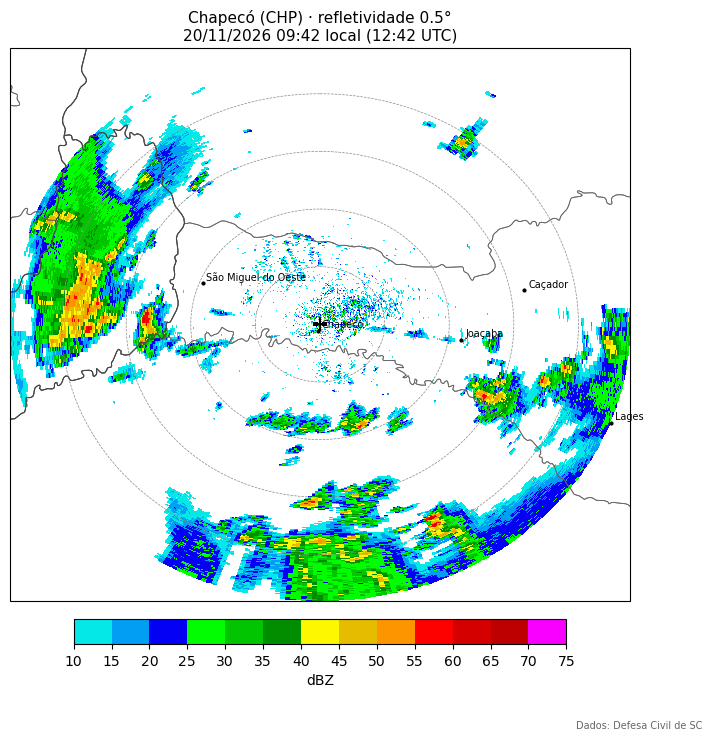 Chapecó (CHP) · refletividade 0.5°
20/11/2026 09:42 local (12:42 UTC)
São Miguel do Oeste
Caçador
Chapecó
Joaçaba
Lages
10 15 20 25 30 35 40 45 50 55 60 65 70 75
dBZ
Dados: Defesa Civil de SC